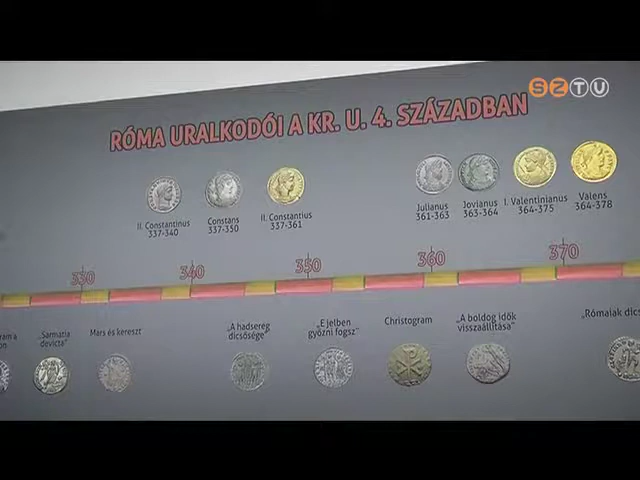 SZTV
RÓMA URALKODÓI A KR. U. 4. SZÁZADBAN
II. Constantinus
337-340
Constans
337-350
II. Constantius
337-361
Julianus
361-363
Jovianus
363-364
I. Valentinianus
364-375
Valens
364-378
330
340
350
360
370
„Sarmatia
devicta"
Mars és kereszt
„A hadsereg
dicsősége"
„E jelben
győzni fogsz"
Christogram
„A boldog idők
visszaállítása"
„Rómaiak